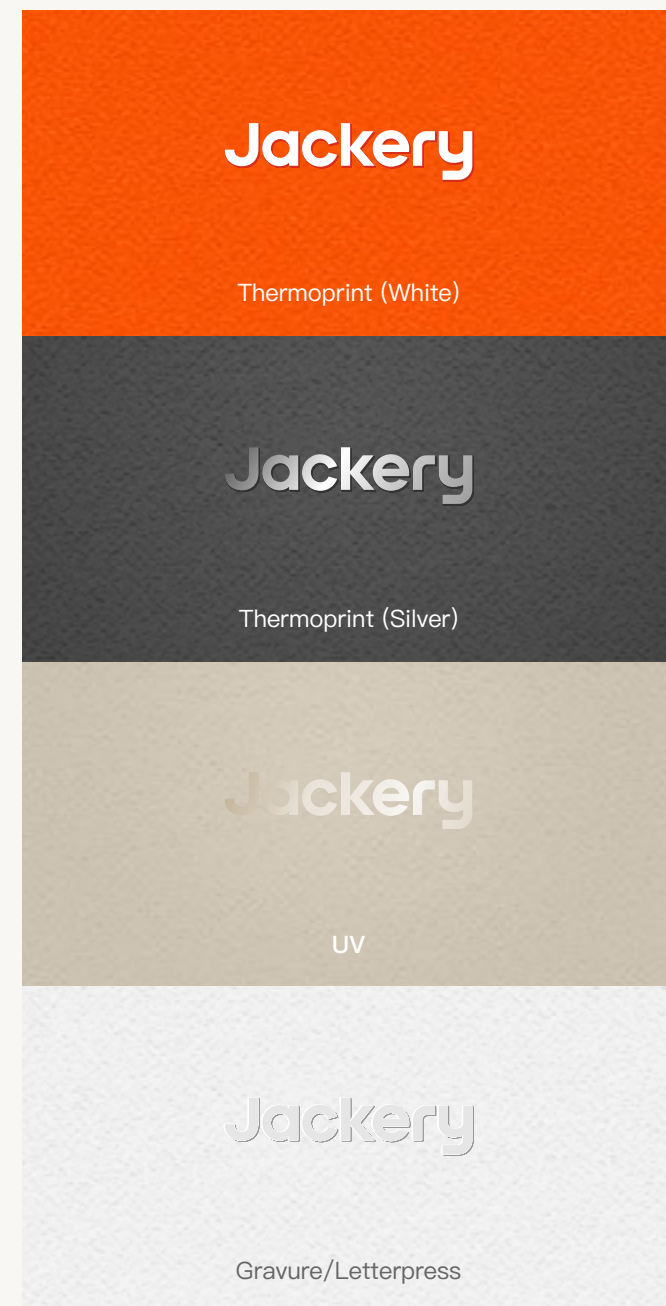 Jackery
Thermoprint (White)
Jackery
Thermoprint (Silver)
Jackery
UV
Jackery
Gravure/Letterpress